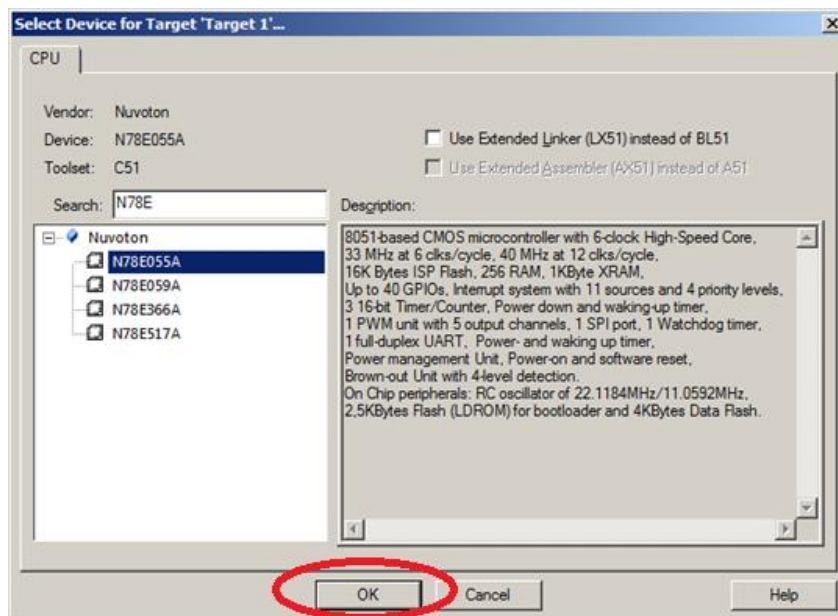 Select Device for Target 'Target 1'...
CPU
Vendor: Nuvoton
Device: N78E055A
Toolset: C51
Use Extended Linker (LX51) instead of BL51
Use Extended Assembler (AX51) instead of A51
Search: N78E
Nuvoton
N78E055A
N78E059A
N78E366A
N78E517A
Description:
8051-based CMOS microcontroller with 6-clock High-Speed Core,
33 MHz at 6 clks/cycle, 40 MHz at 12 clks/cycle,
16K Bytes ISP Flash, 256 RAM, 1KByte XRAM,
Up to 40 GPIOs, Interrupt system with 11 sources and 4 priority levels,
3 16-bit Timer/Counter, Power down and waking-up timer,
1 PWM unit with 5 output channels, 1 SPI port, 1 Watchdog timer,
1 full-duplex UART, Power- and waking up timer,
Power management Unit, Power-on and software reset,
Brown-out Unit with 4-level detection.
On Chip peripherals: RC oscillator of 22.1184MHz/11.0592MHz,
2,5KBytes Flash (LDROM) for bootloader and 4KBytes Data Flash.
OK
Cancel
Help